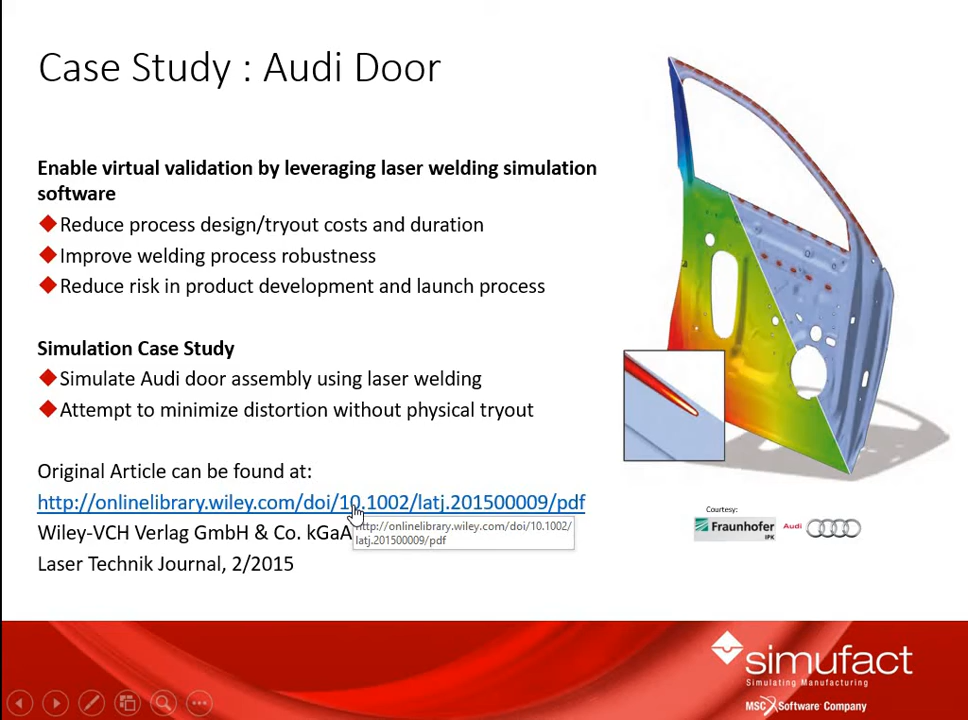 Case Study : Audi Door
Enable virtual validation by leveraging laser welding simulation
software
Reduce process design/tryout costs and duration
Improve welding process robustness
Reduce risk in product development and launch process
Simulation Case Study
Simulate Audi door assembly using laser welding
Attempt to minimize distortion without physical tryout
Original Article can be found at:
http://onlinelibrary.wiley.com/doi/10.1002/latj.201500009/pdf
Wiley-VCH Verlag GmbH & Co. kGaA
http://onlinelibrary.wiley.com/doi/10.1002/
latj.201500009/pdf
Laser Technik Journal, 2/2015
Courtesy:
Fraunhofer
IPK
Audi
simufact
Simulating Manufacturing
MSC Software Company